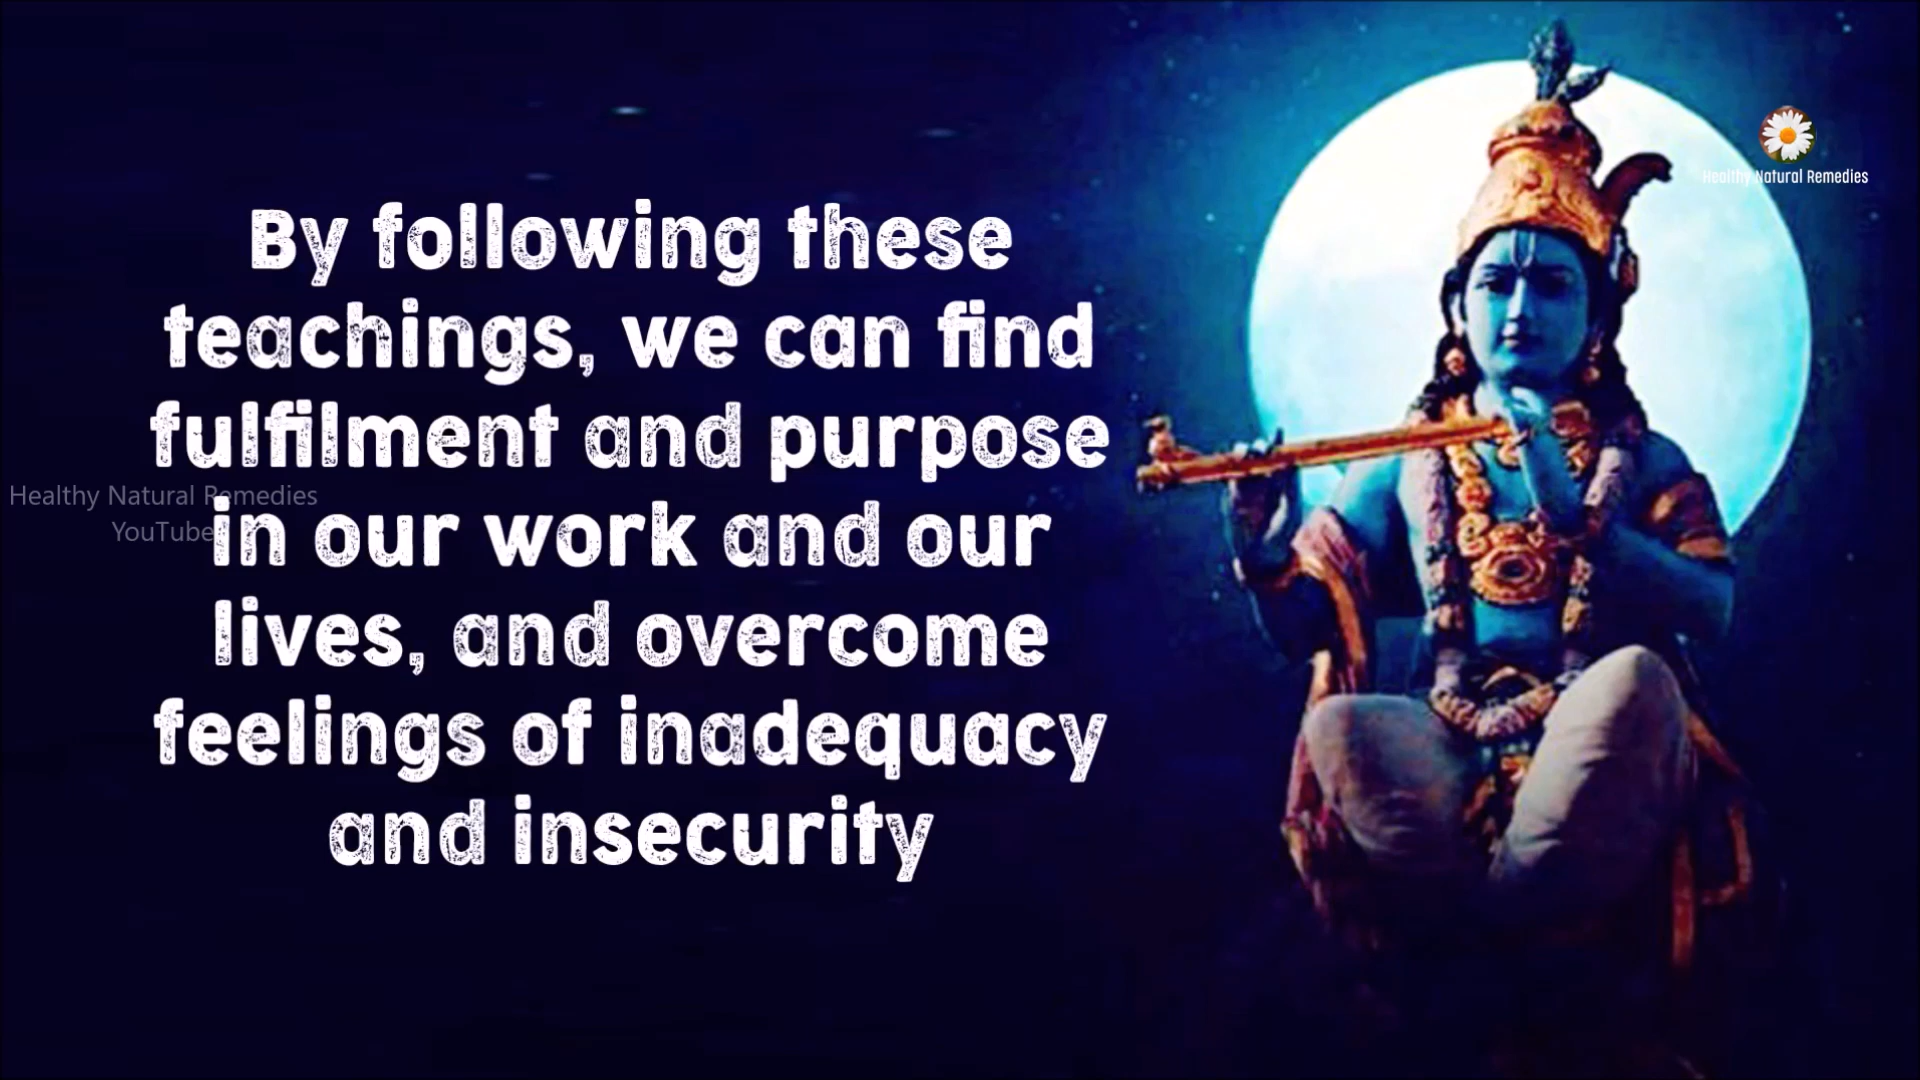 Healthy Natural Remedies
By following these
teachings, we can find
fulfilment and purpose
in our work and our
lives, and overcome
feelings of inadequacy
and insecurity
Healthy Natural Remedies
YouTube